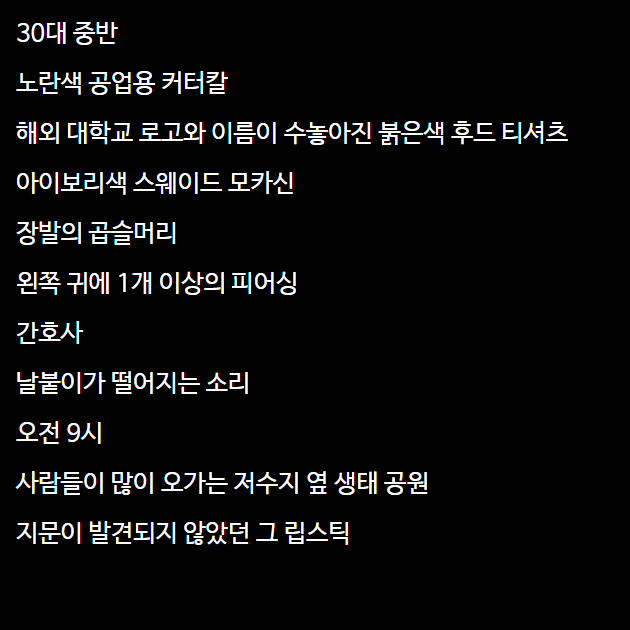 30대 중반
노란색 공업용 커터칼
해외 대학교 로고와 이름이 수놓아진 붉은색 후드 티셔츠
아이보리색 스웨이드 모카신
장발의 곱슬머리
왼쪽 귀에 1개 이상의 피어싱
간호사
날붙이가 떨어지는 소리
오전 9시
사람들이 많이 오가는 저수지 옆 생태 공원
지문이 발견되지 않았던 그 립스틱